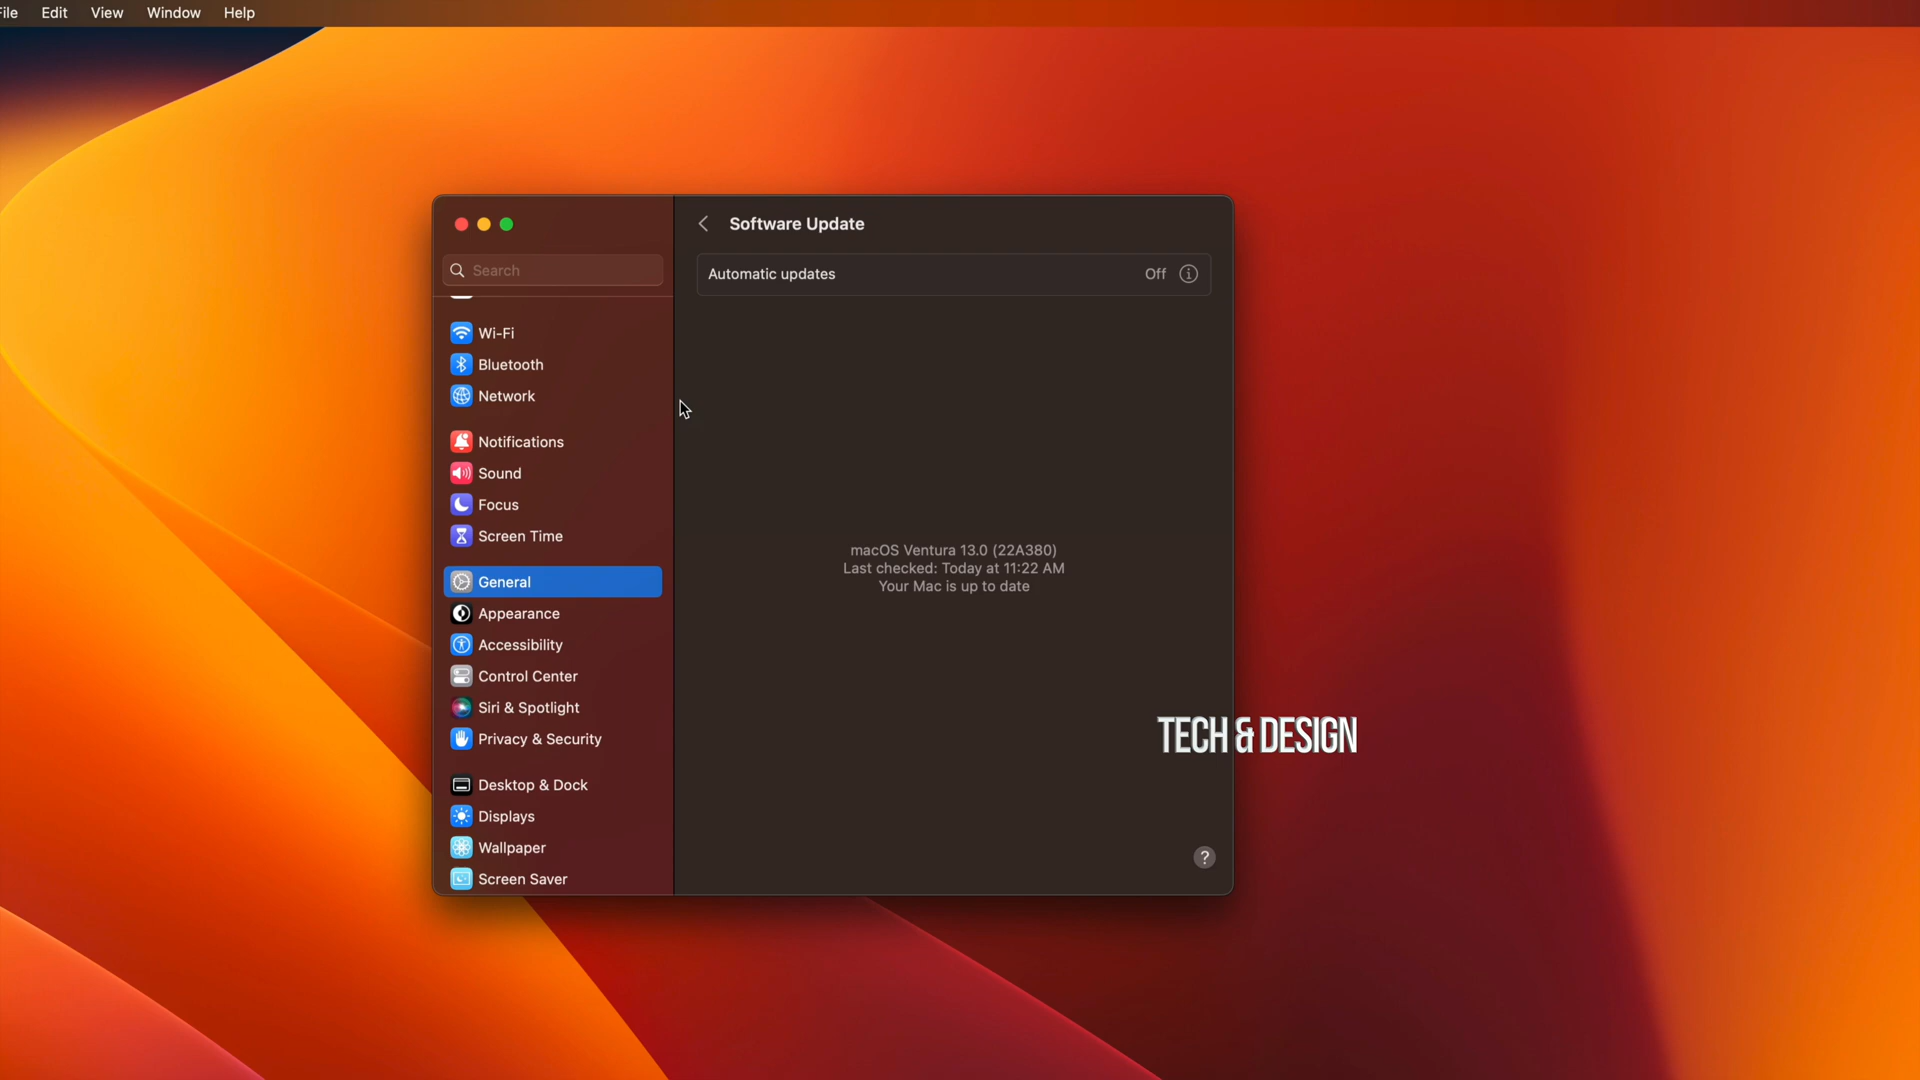 File Edit View Window Help
Software Update
Search
Automatic updates Off
Wi-Fi
Bluetooth
Network
Notifications
Sound
Focus
Screen Time
General
Appearance
Accessibility
Control Center
Siri & Spotlight
Privacy & Security
Desktop & Dock
Displays
Wallpaper
Screen Saver
macOS Ventura 13.0 (22A380)
Last checked: Today at 11:22 AM
Your Mac is up to date
TECH & DESIGN
?